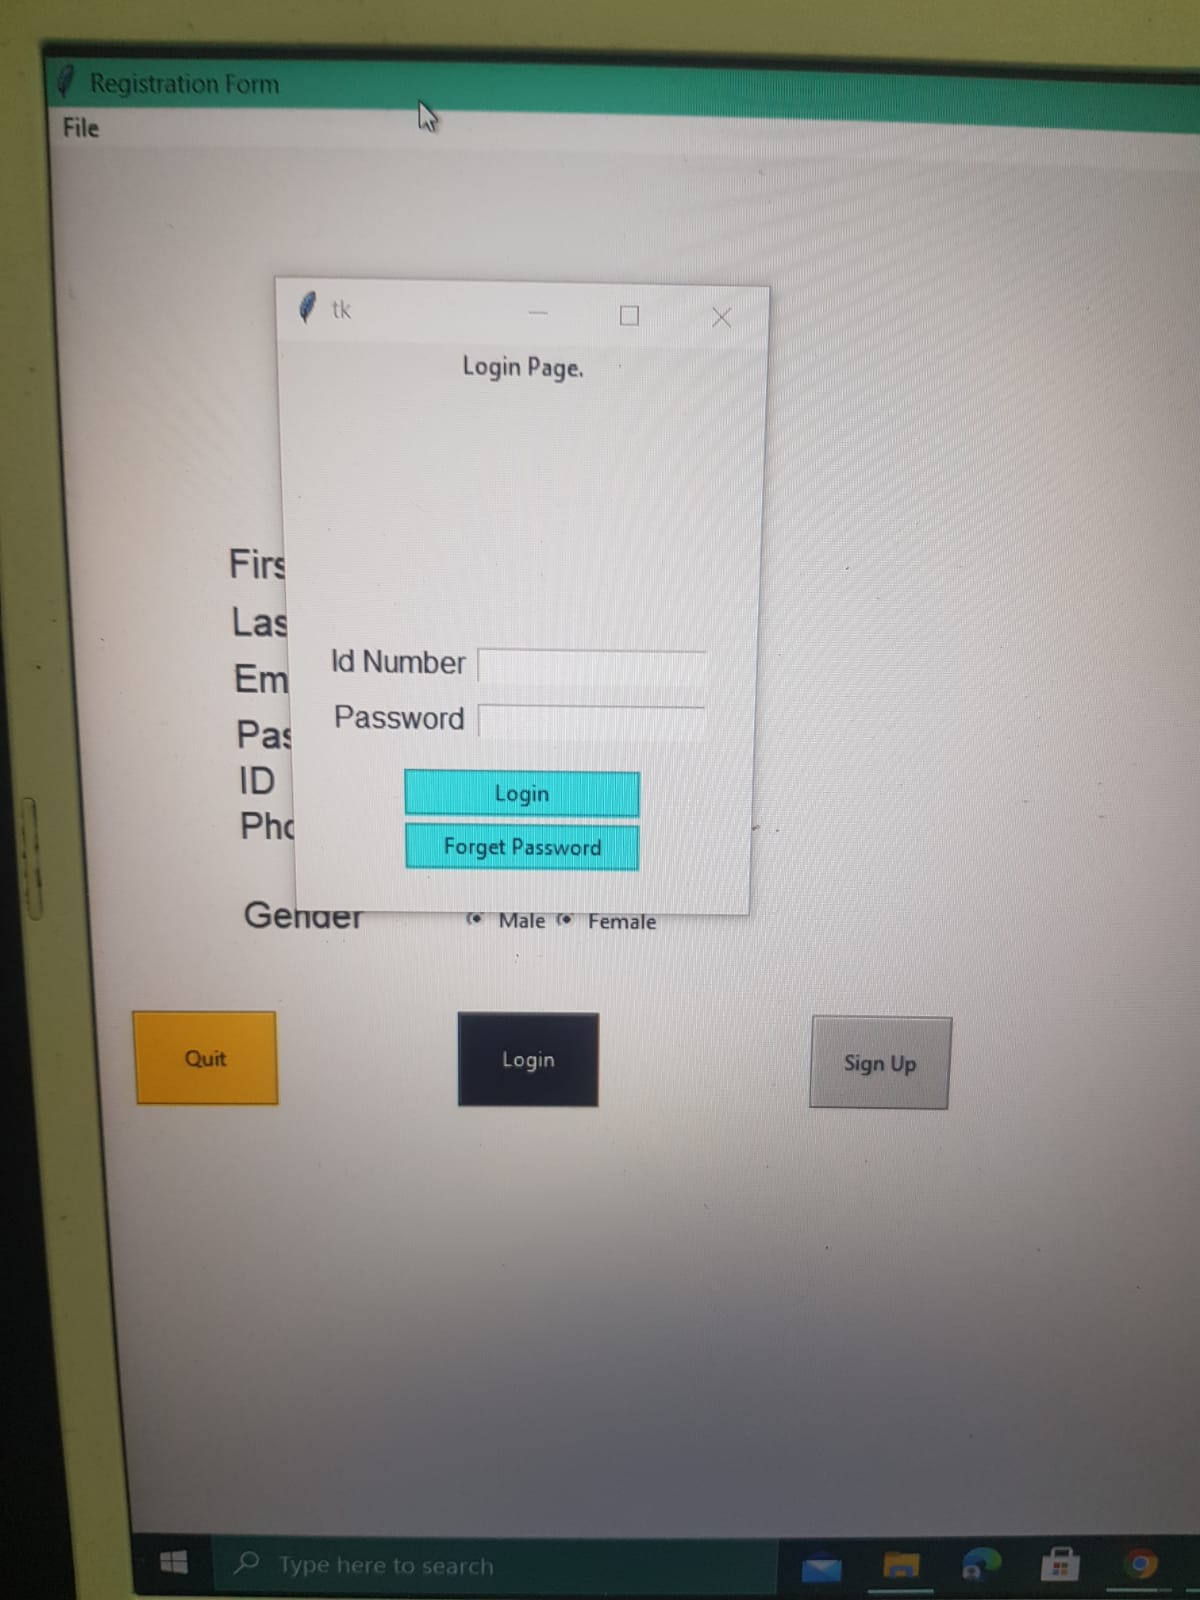 Registration Form
File
tk
Login Page.
Firs
Las
Id Number
Em
Password
Pas
ID
Login
Pho
Forget Password
Gender
Male
Female
Quit
Login
Sign Up
Type here to search